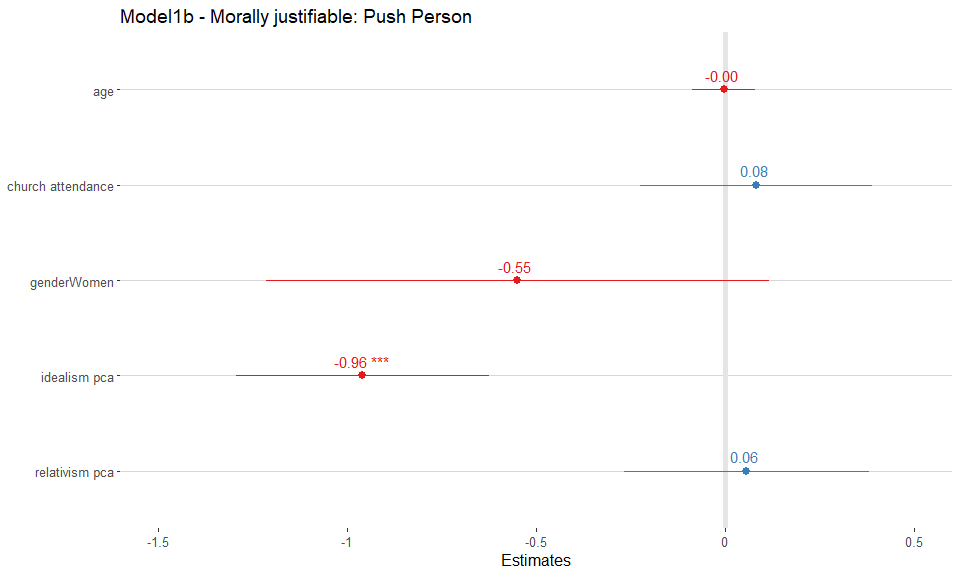 Model1b - Morally justifiable: Push Person
age
-0.00
church attendance
0.08
genderWomen
-0.55
idealism pca
-0.96 ***
relativism pca
0.06
-1.5
-1
-0.5
0
0.5
Estimates